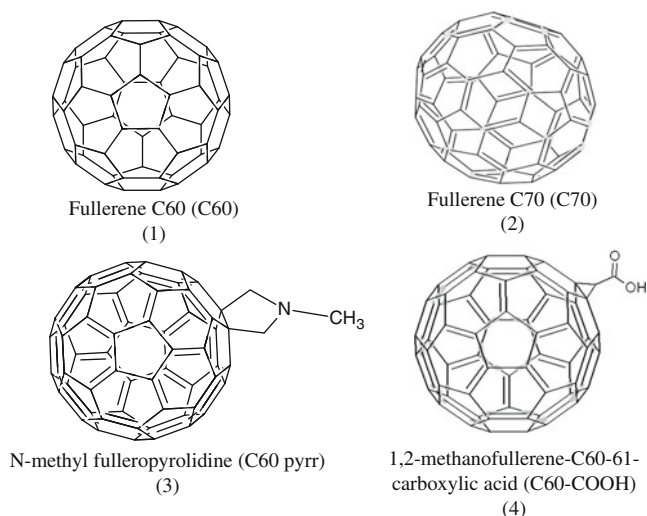 Fullerene C60 (C60)
(1)
Fullerene C70 (C70)
(2)
N
CH3
N-methyl fulleropyrolidine (C60 pyrr)
(3)
O
OH
1,2-methanofullerene-C60-61-
carboxylic acid (C60-COOH)
(4)